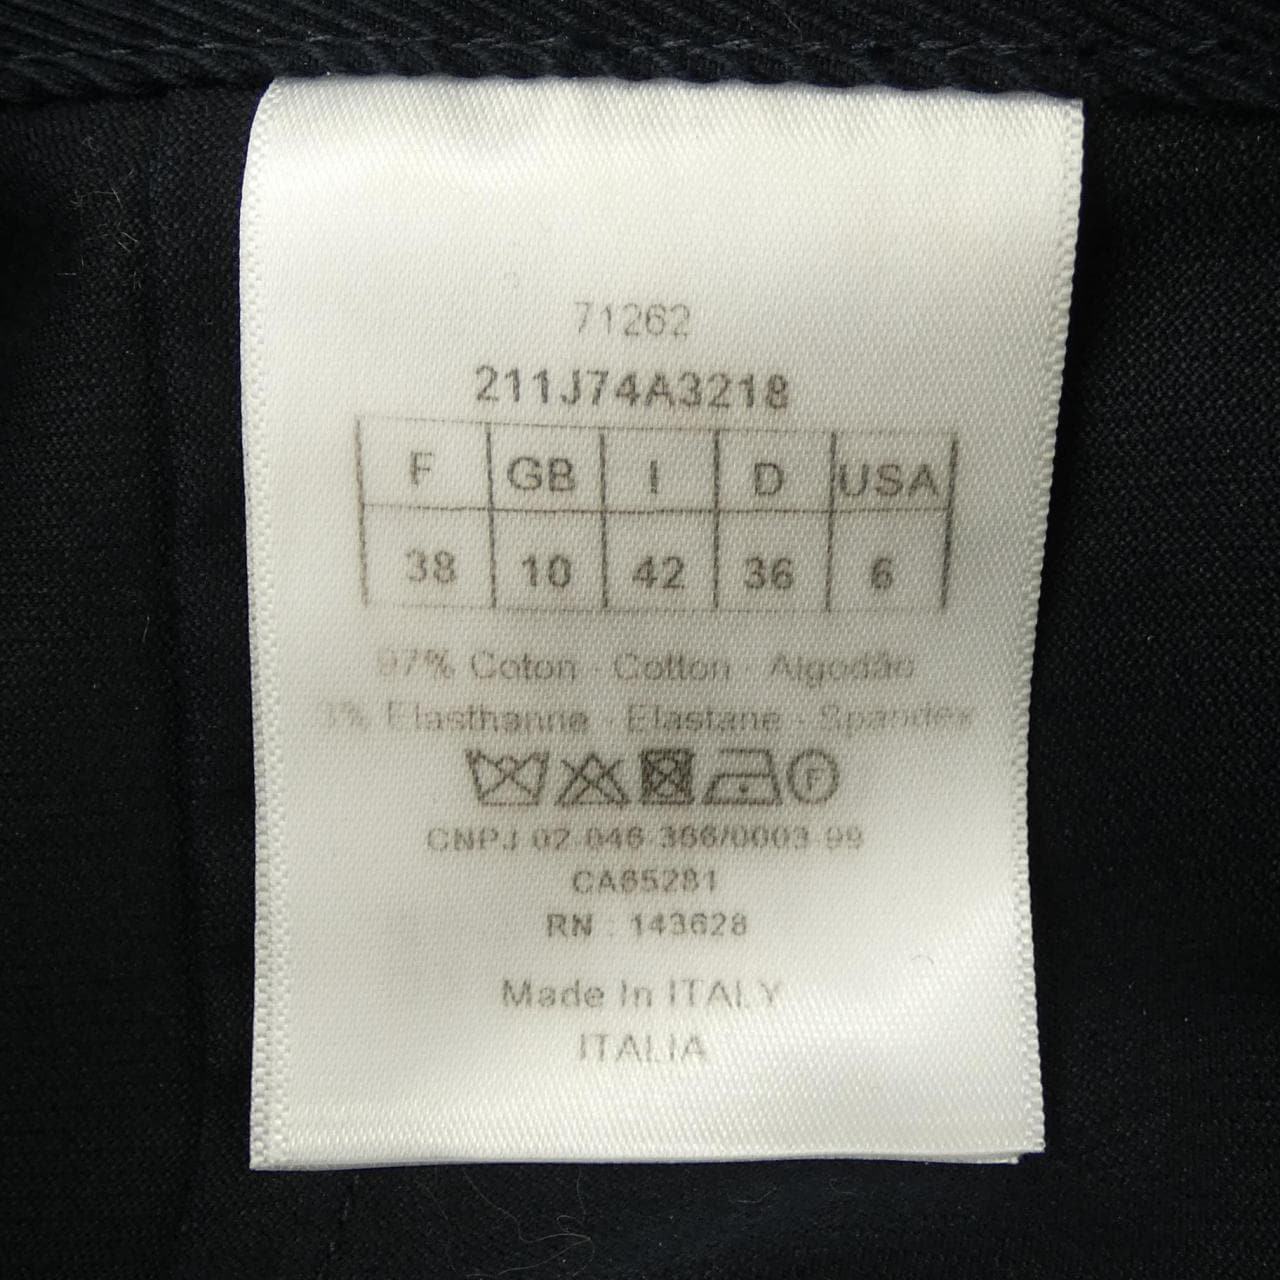 71262
211J74A3218
F GB I D USA
38 10 42 36 6
97% Coton - Cotton - Algodão
3% Elasthanne - Elastane - Spandex
F
CNPJ 02 046 366/0003-99
CA65281
RN : 143628
Made In ITALY
ITALIA